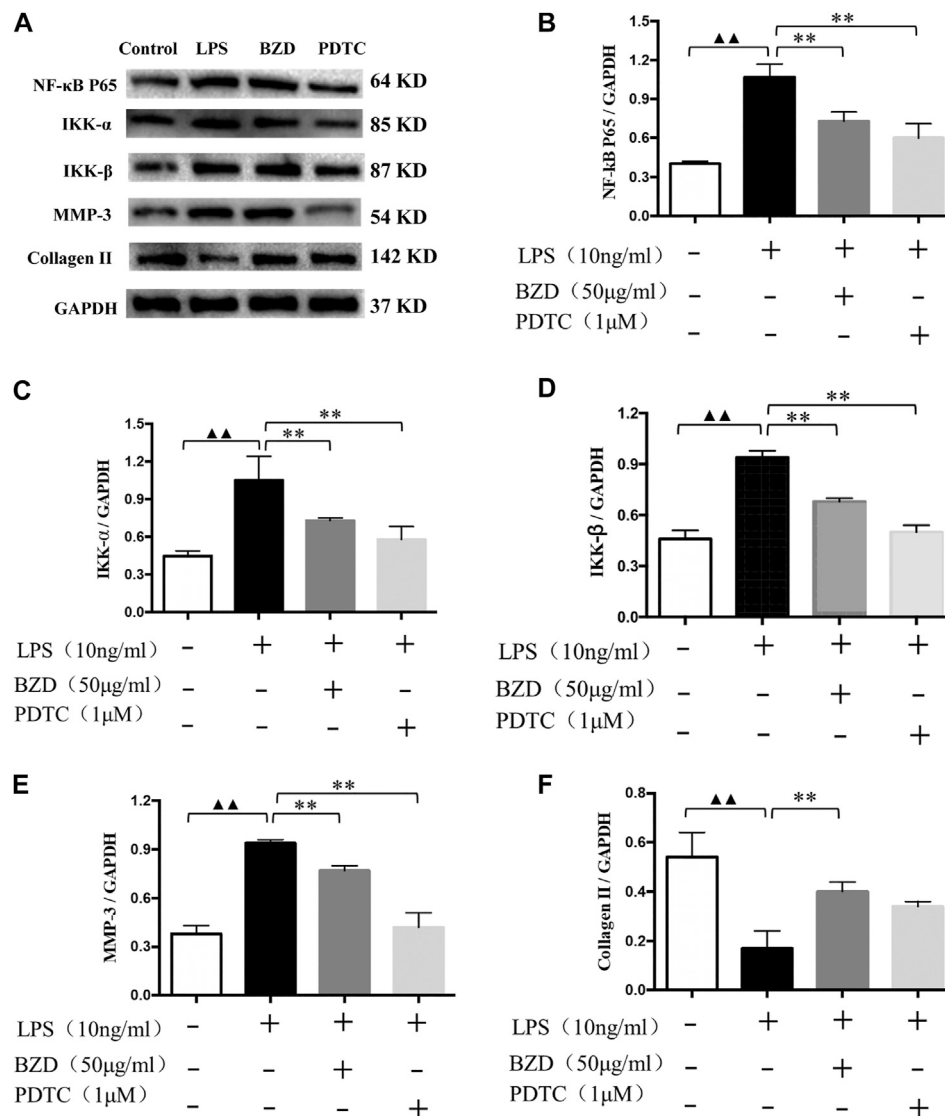 A
Control LPS BZD PDTC
NF-κB P65 64 KD
IKK-α 85 KD
IKK-β 87 KD
MMP-3 54 KD
Collagen II 142 KD
GAPDH 37 KD
B
NF-kB P65 / GAPDH
1.5
1.2
0.9
0.6
0.3
0.0
▲▲ ** **
LPS（10ng/ml） - + + +
BZD（50μg/ml） - - + -
PDTC（1μM） - - - +
C
IKK-α / GAPDH
1.5
1.2
0.9
0.6
0.3
0.0
▲▲ ** **
LPS（10ng/ml） - + + +
BZD（50μg/ml） - - + -
PDTC（1μM） - - - +
D
IKK-β / GAPDH
1.2
0.9
0.6
0.3
0.0
▲▲ ** **
LPS（10ng/ml） - + + +
BZD（50μg/ml） - - + -
PDTC（1μM） - - - +
E
MMP-3 / GAPDH
1.2
0.9
0.6
0.3
0.0
▲▲ ** **
LPS（10ng/ml） - + + +
BZD（50μg/ml） - - + -
PDTC（1μM） - - - +
F
Collagen II / GAPDH
0.8
0.6
0.4
0.2
0.0
▲▲ **
LPS（10ng/ml） - + + +
BZD（50μg/ml） - - + -
PDTC（1μM） - - - +